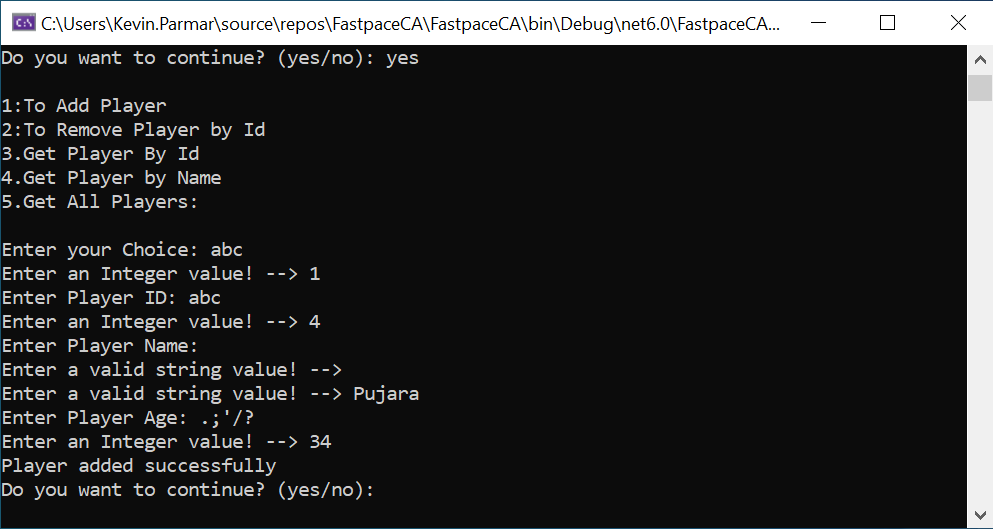 C:\Users\Kevin.Parmar\source\repos\FastpaceCA\FastpaceCA\bin\Debug\net6.0\FastpaceCA...
Do you want to continue? (yes/no): yes
1:To Add Player
2:To Remove Player by Id
3.Get Player By Id
4.Get Player by Name
5.Get All Players:
Enter your Choice: abc
Enter an Integer value! --> 1
Enter Player ID: abc
Enter an Integer value! --> 4
Enter Player Name:
Enter a valid string value! -->
Enter a valid string value! --> Pujara
Enter Player Age: .;'/?
Enter an Integer value! --> 34
Player added successfully
Do you want to continue? (yes/no):